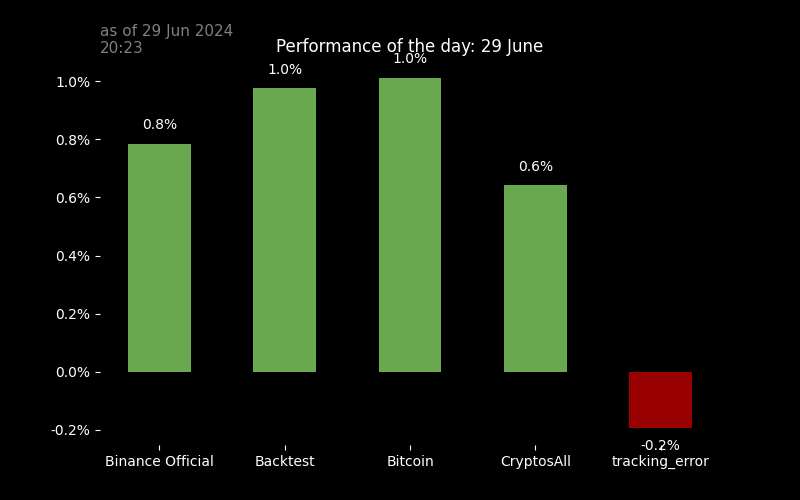 as of 29 Jun 2024
20:23
Performance of the day: 29 June
1.0%
0.8%
0.6%
0.4%
0.2%
0.0%
-0.2%
0.8%
1.0%
1.0%
0.6%
-0.2%
Binance Official
Backtest
Bitcoin
CryptosAll
tracking_error